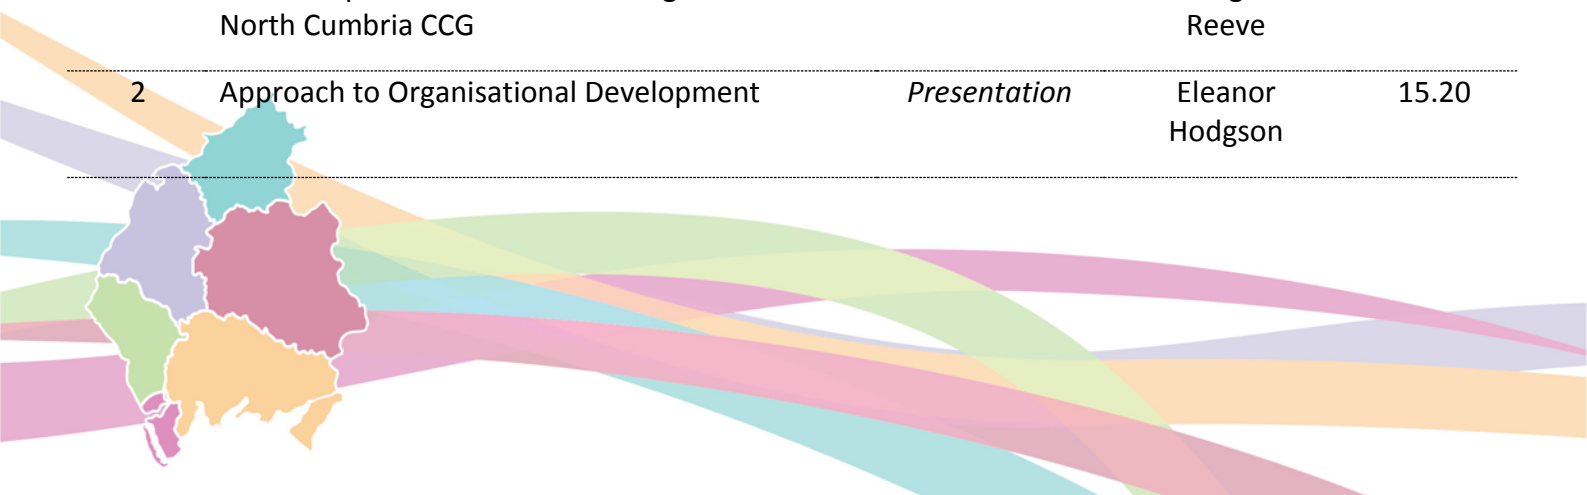 North Cumbria CCG Reeve
2 Approach to Organisational Development Presentation Eleanor 15.20
Hodgson